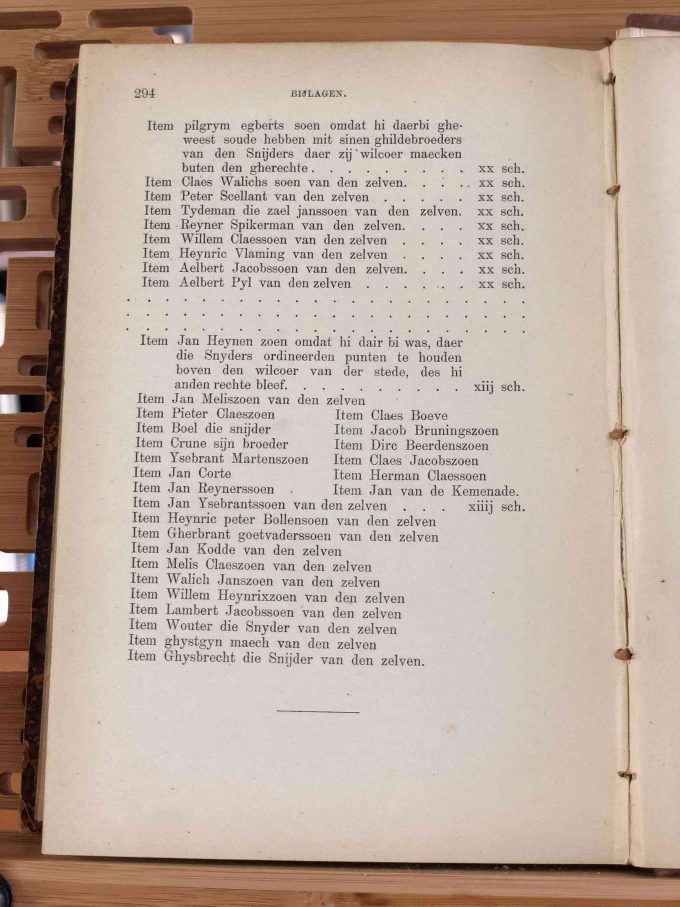 294 BIJLAGEN.
Item pilgrym egberts soen omdat hi daerbi ghe-
weest soude hebben mit sinen ghildebroeders
van den Snijders daer zij wilcoer maecken
buten den gherechte . . . . . . . . . xx sch.
Item Claes Walichs soen van den zelven. . . . . xx sch.
Item Peter Scellant van den zelven . . . . . xx sch.
Item Tydeman die zael janssoen van den zelven. xx sch.
Item Reyner Spikerman van den zelven. . . . xx sch.
Item Willem Claessoen van den zelven . . . . xx sch.
Item Heynric Vlaming van den zelven . . . . xx sch.
Item Aelbert Jacobssoen van den zelven. . . . xx sch.
Item Aelbert Pyl van den zelven . . . . . . xx sch.
. . . . . . . . . . . . . . . . . . .
. . . . . . . . . . . . . . . . . . .
. . . . . . . . . . . . . . . . . . .
Item Jan Heynen zoen omdat hi dair bi was, daer
die Snyders ordineerden punten te houden
boven den wilcoer van der stede, des hi
anden rechte bleef. . . . . . . . . . xiij sch.
Item Jan Meliszoen van den zelven
Item Pieter Claeszoen Item Claes Boeve
Item Boel die snijder Item Jacob Bruningszoen
Item Crune sijn broeder Item Dirc Beerdenszoen
Item Ysebrant Martenszoen Item Claes Jacobszoen
Item Jan Corte Item Herman Claessoen
Item Jan Reynerssoen Item Jan van de Kemenade.
Item Jan Ysebrantssoen van den zelven . . . xiiij sch.
Item Heynric peter Bollensoen van den zelven
Item Gherbrant goetvaderssoen van den zelven
Item Jan Kodde van den zelven
Item Melis Claeszoen van den zelven
Item Walich Janszoen van den zelven
Item Willem Heynrixzoen van den zelven
Item Lambert Jacobssoen van den zelven
Item Wouter die Snyder van den zelven
Item ghystgyn maech van den zelven
Item Ghysbrecht die Snijder van den zelven.